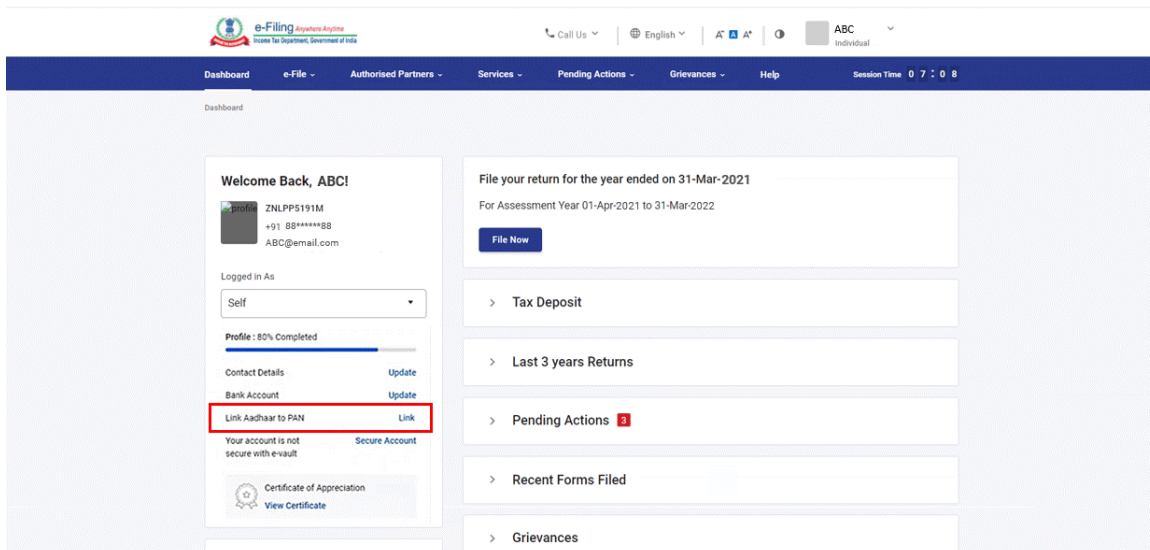 e-Filing Anywhere Anytime
Income Tax Department, Government of India
Call Us
English
A- A A+
ABC
Individual
Dashboard
e-File
Authorised Partners
Services
Pending Actions
Grievances
Help
Session Time 0 7 : 0 8
Dashboard
Welcome Back, ABC!
profile
ZNLPP5191M
+91 88******88
ABC@email.com
Logged in As
Self
Profile : 80% Completed
Contact Details Update
Bank Account Update
Link Aadhaar to PAN Link
Your account is not Secure Account
secure with e-vault
Certificate of Appreciation
View Certificate
File your return for the year ended on 31-Mar-2021
For Assessment Year 01-Apr-2021 to 31-Mar-2022
File Now
Tax Deposit
Last 3 years Returns
Pending Actions 3
Recent Forms Filed
Grievances